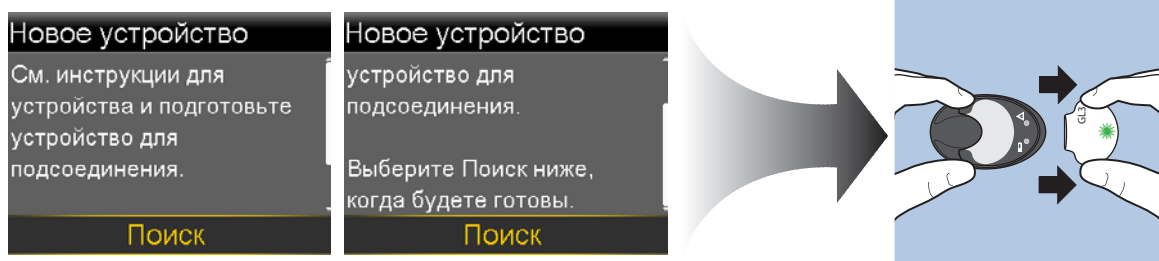 Новое устройство
См. инструкции для
устройства и подготовьте
устройство для
подсоединения.
Поиск
Новое устройство
устройство для
подсоединения.
Выберите Поиск ниже,
когда будете готовы.
Поиск
GL3